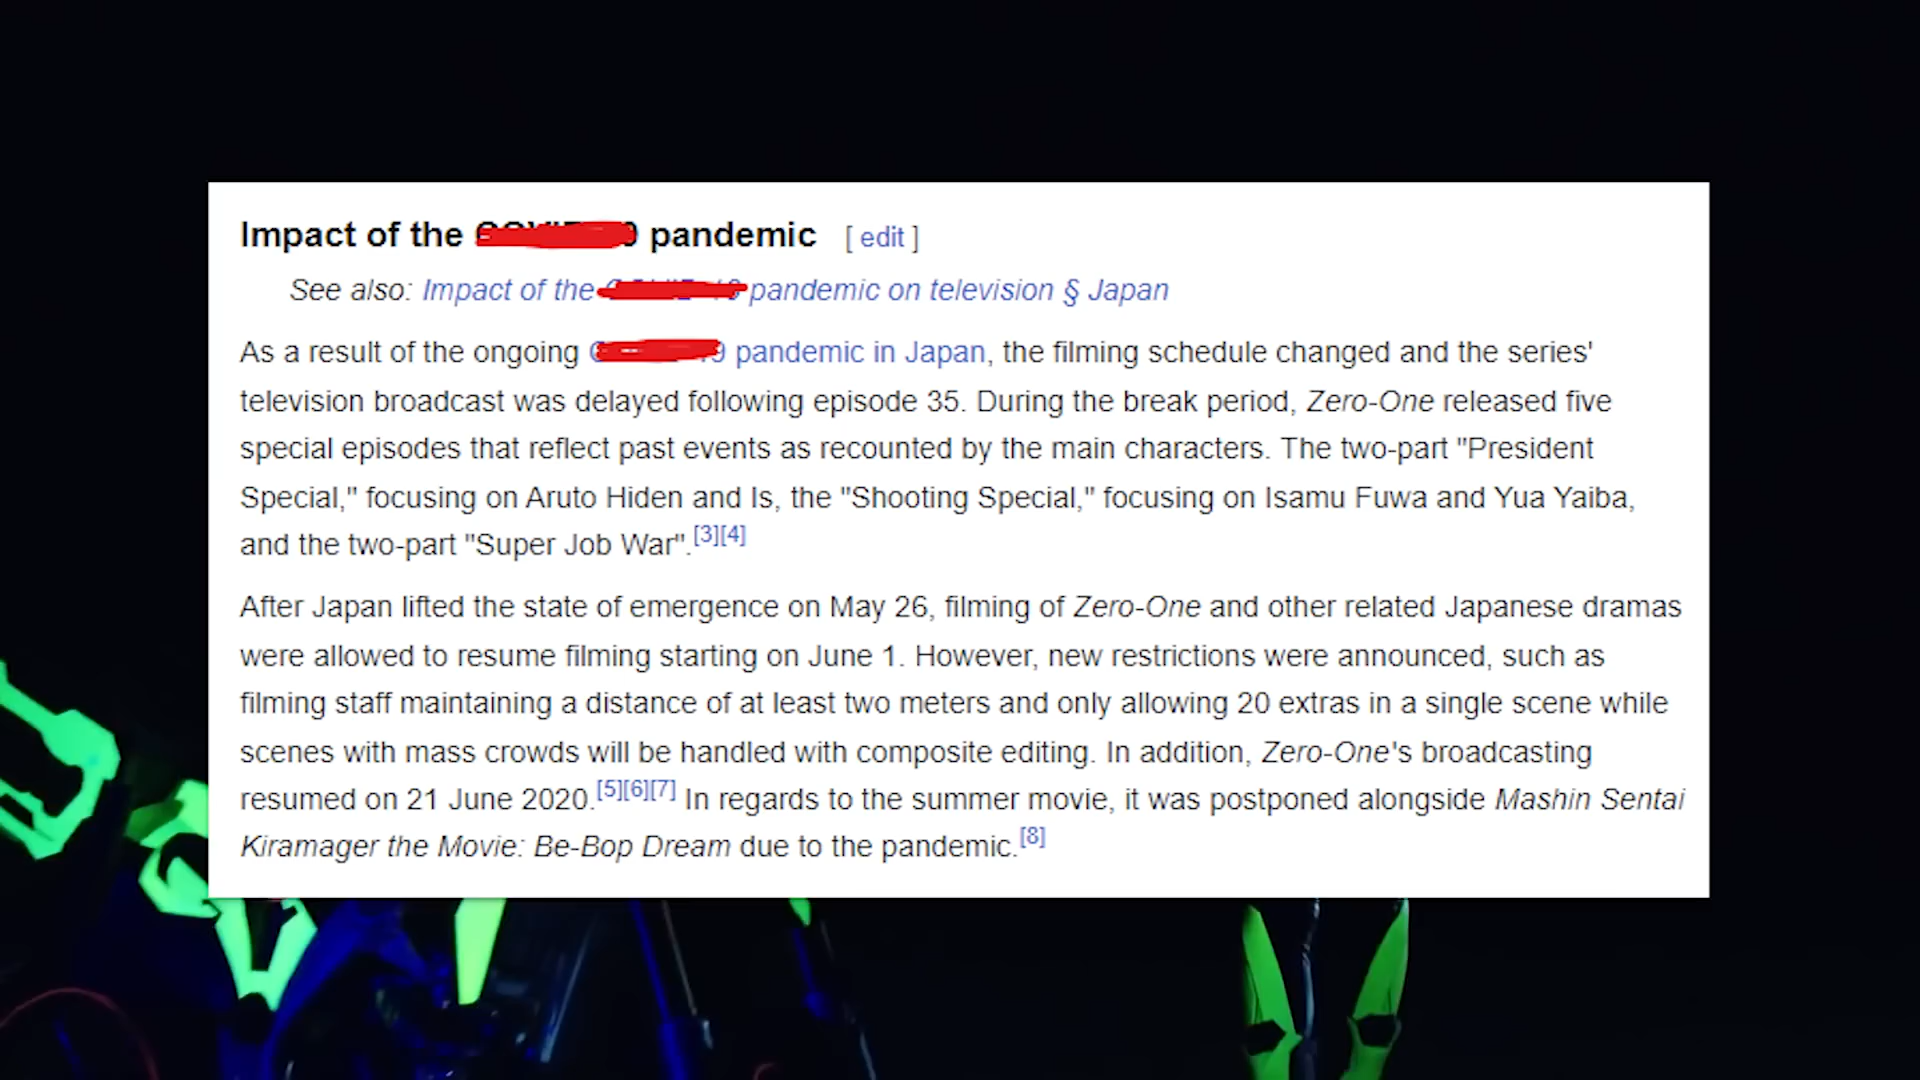 Impact of the pandemic [ edit ]
See also: Impact of the pandemic on television § Japan
As a result of the ongoing pandemic in Japan, the filming schedule changed and the series'
television broadcast was delayed following episode 35. During the break period, Zero-One released five
special episodes that reflect past events as recounted by the main characters. The two-part "President
Special," focusing on Aruto Hiden and Is, the "Shooting Special," focusing on Isamu Fuwa and Yua Yaiba,
and the two-part "Super Job War".[3][4]
After Japan lifted the state of emergence on May 26, filming of Zero-One and other related Japanese dramas
were allowed to resume filming starting on June 1. However, new restrictions were announced, such as
filming staff maintaining a distance of at least two meters and only allowing 20 extras in a single scene while
scenes with mass crowds will be handled with composite editing. In addition, Zero-One's broadcasting
resumed on 21 June 2020.[5][6][7] In regards to the summer movie, it was postponed alongside Mashin Sentai
Kiramager the Movie: Be-Bop Dream due to the pandemic.[8]